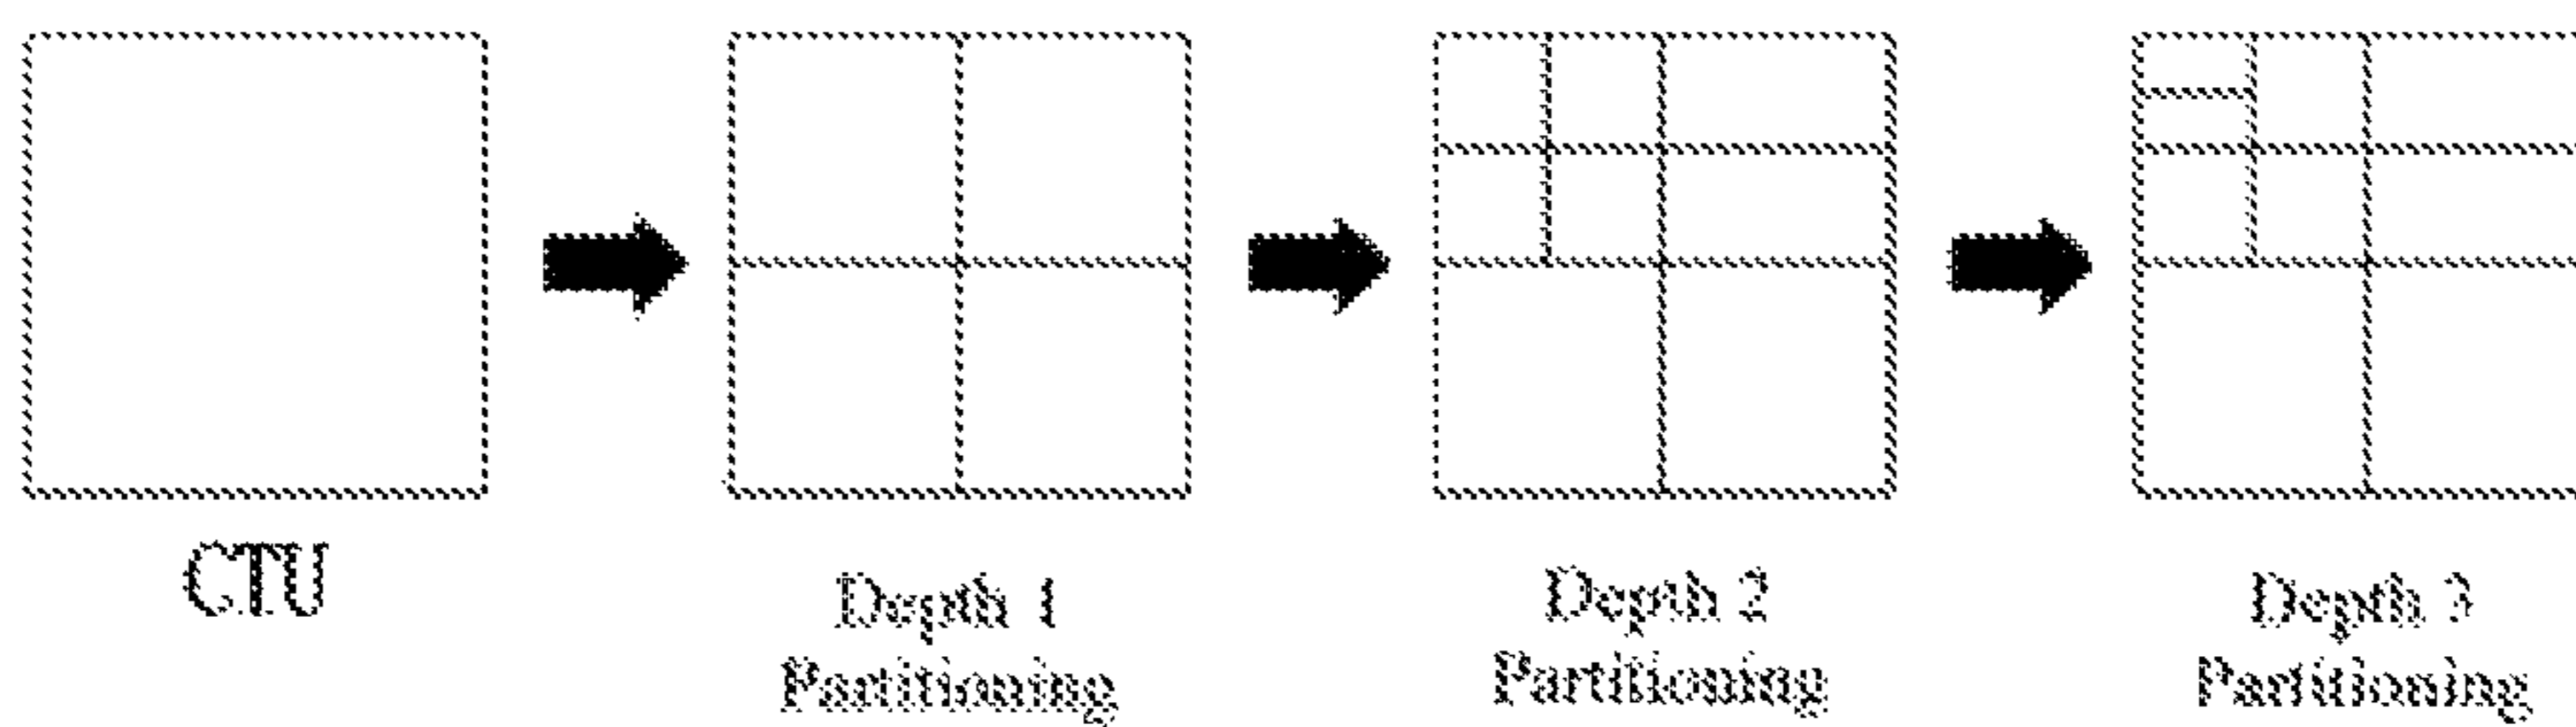 CTU
Depth 1
Partitioning
Depth 2
Partitioning
Depth 3
Partitioning